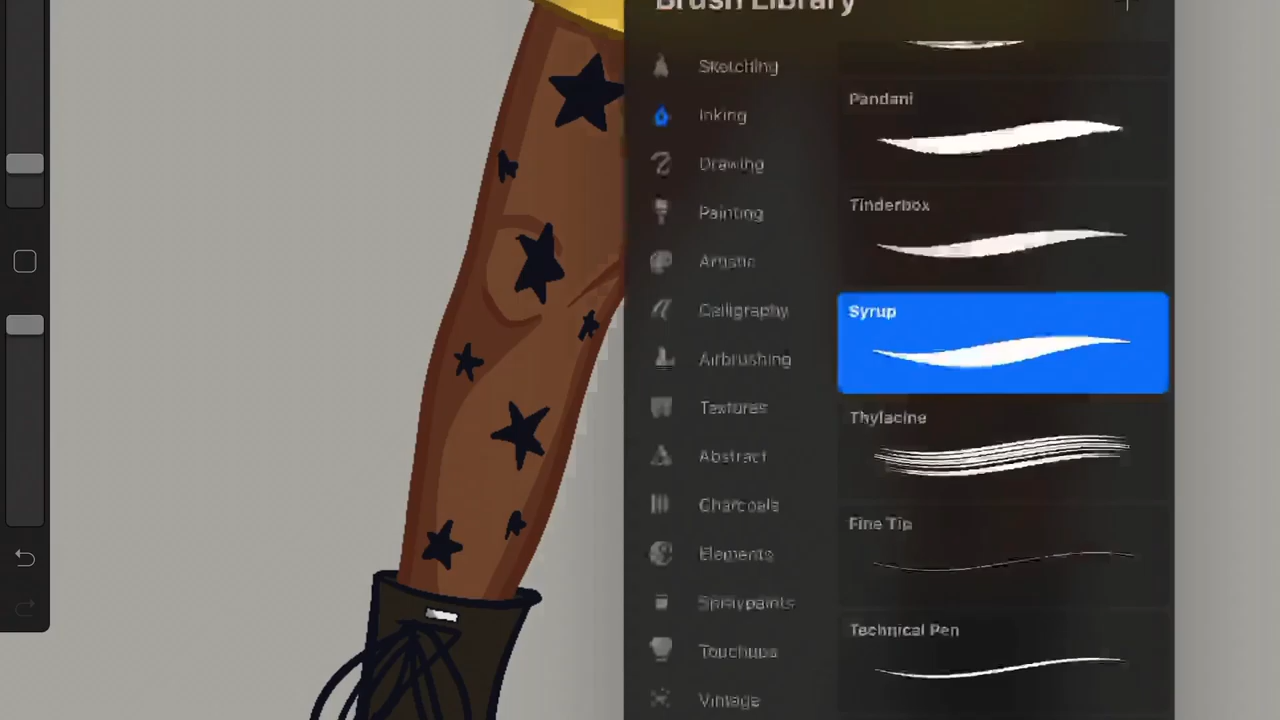 Brush Library
Sketching
Inking
Drawing
Painting
Artistic
Calligraphy
Airbrushing
Textures
Abstract
Charcoals
Elements
Spraypaints
Touchups
Vintage
Pandani
Tinderbox
Syrup
Thylacine
Fine Tip
Technical Pen